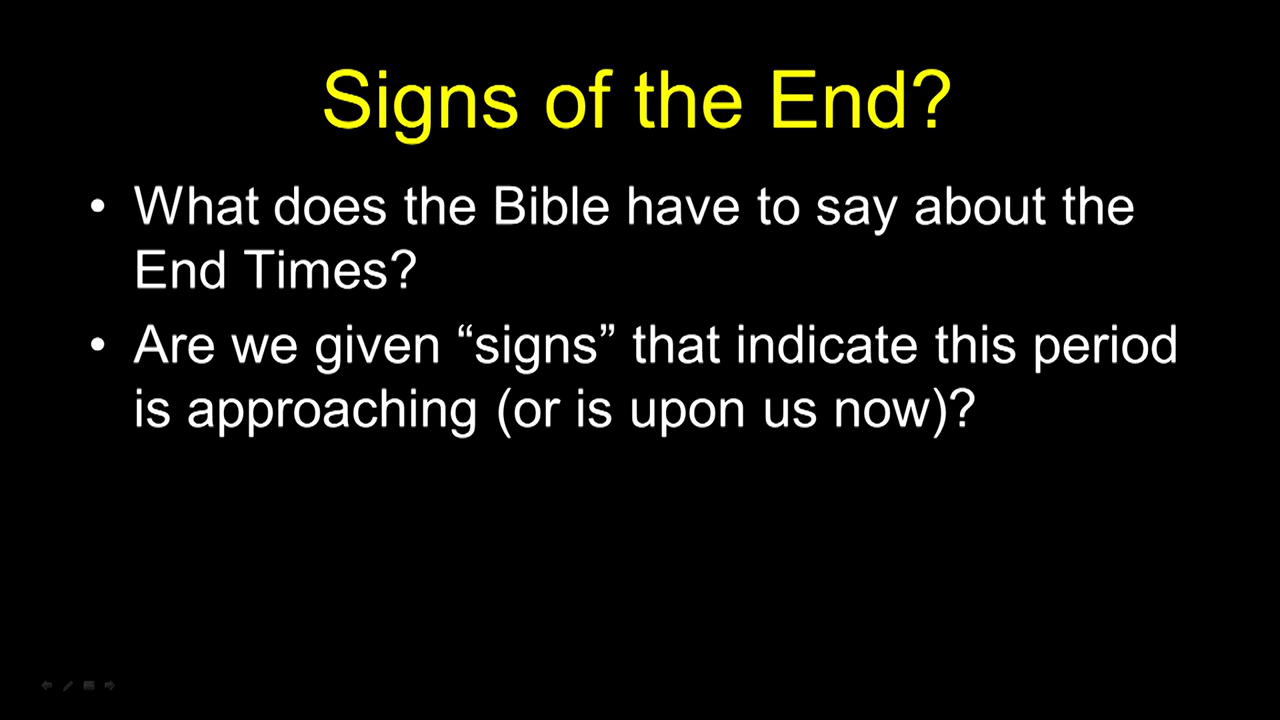 Signs of the End?
• What does the Bible have to say about the
End Times?
• Are we given “signs” that indicate this period
is approaching (or is upon us now)?